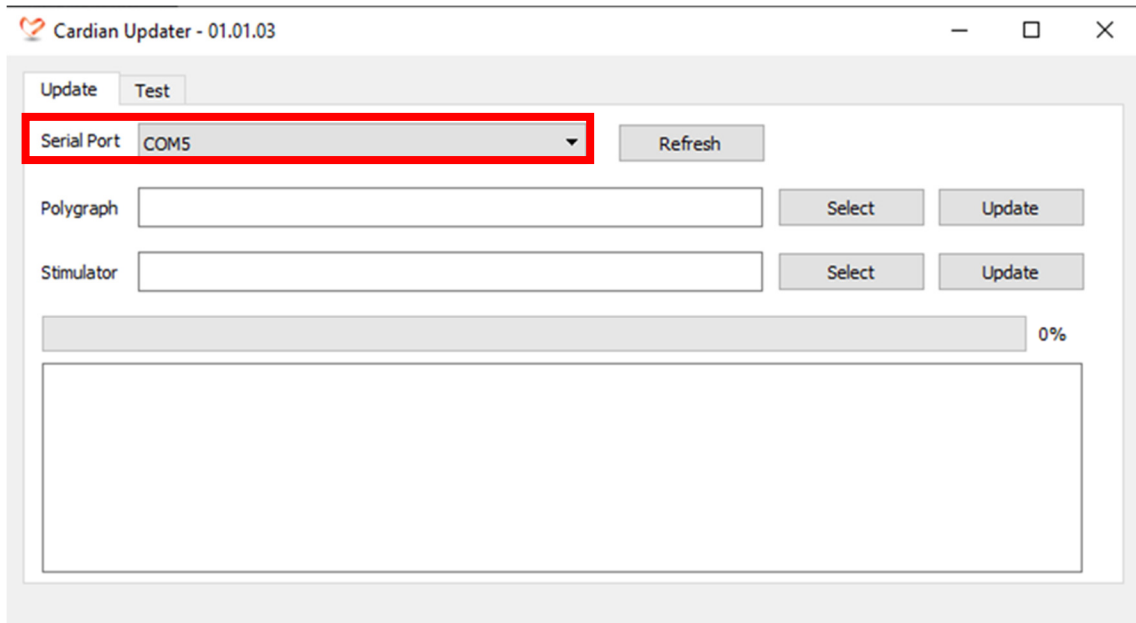 Cardian Updater - 01.01.03
Update Test
Serial Port COM5 Refresh
Polygraph Select Update
Stimulator Select Update
0%